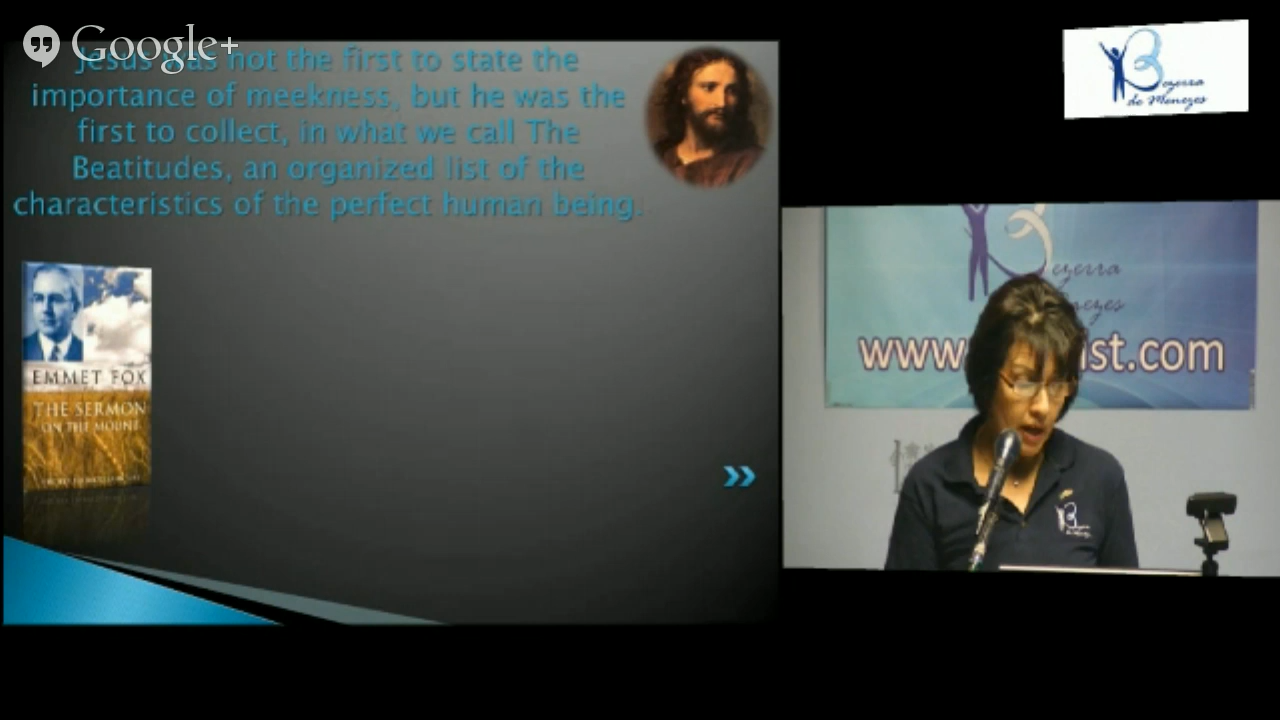 Google+
Jesus was not the first to state the
importance of meekness, but he was the
first to collect, in what we call The
Beatitudes, an organized list of the
characteristics of the perfect human being.
EMMET FOX
THE SERMON
ON THE MOUNT
Bezerra
de Menezes
ezerra
enezes
www. ist.com